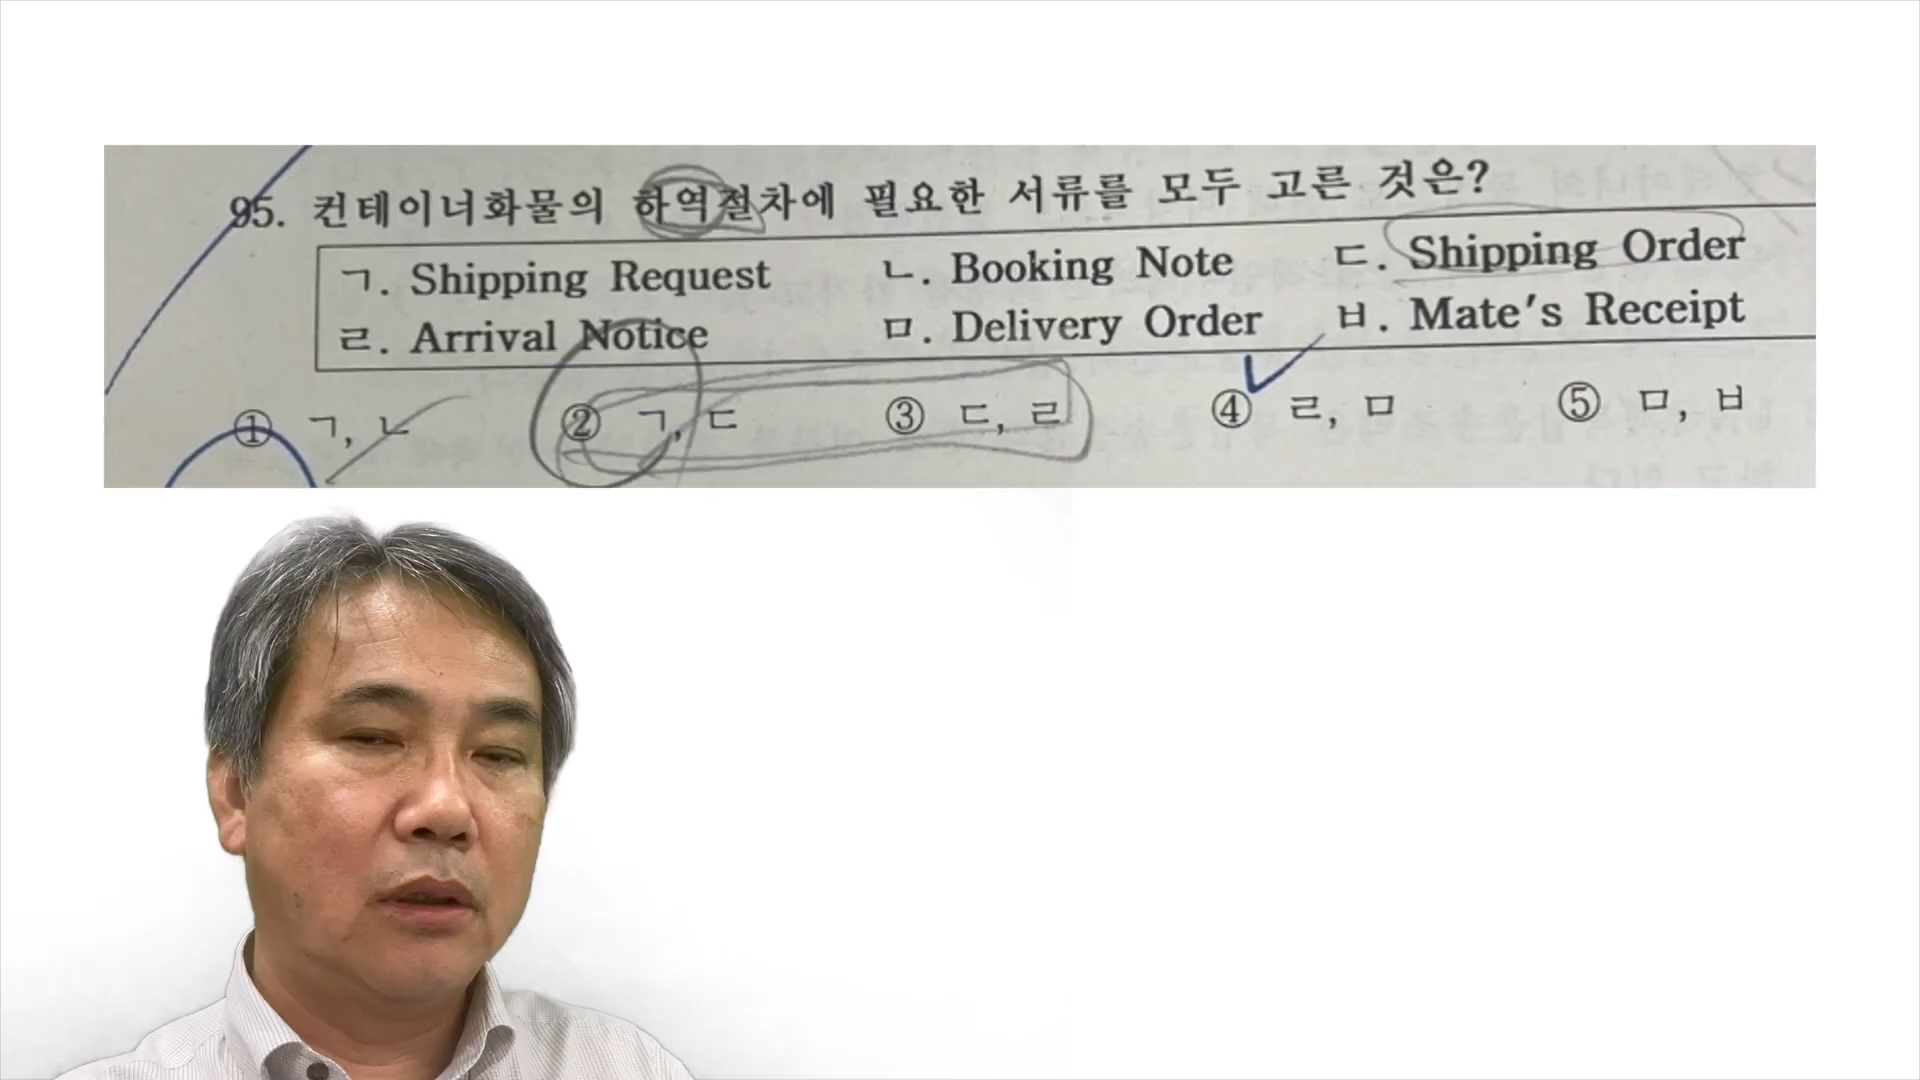 95. 컨테이너화물의 하역절차에 필요한 서류를 모두 고른 것은?
ㄱ. Shipping Request ㄴ. Booking Note ㄷ. Shipping Order
ㄹ. Arrival Notice ㅁ. Delivery Order ㅂ. Mate's Receipt
① ㄱ, ㄴ ② ㄱ, ㄷ ③ ㄷ, ㄹ ④ ㄹ, ㅁ ⑤ ㅁ, ㅂ